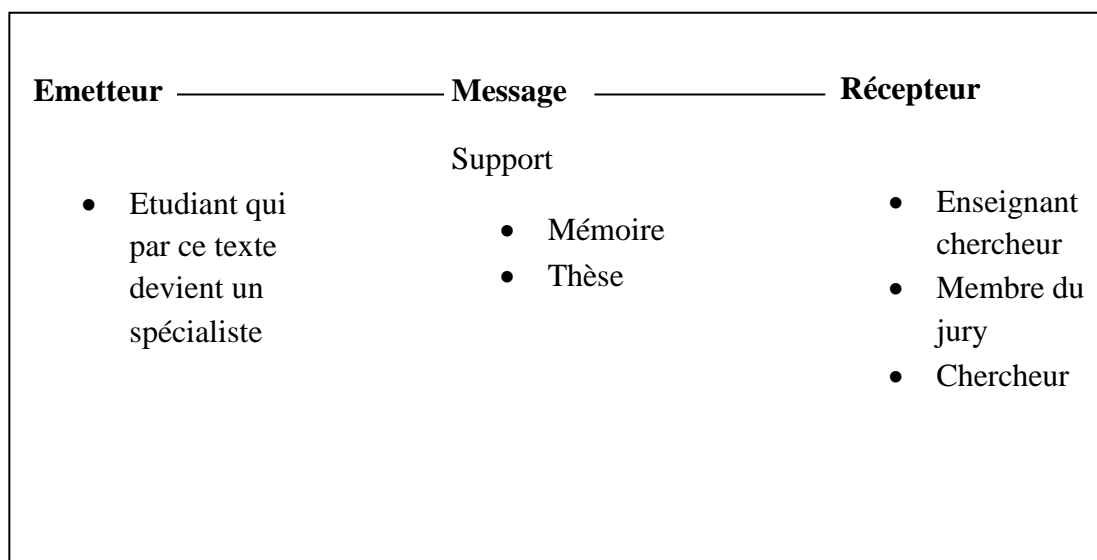 Emetteur Message Récepteur
Support
• Etudiant qui
par ce texte
devient un
spécialiste
• Mémoire
• Thèse
• Enseignant
chercheur
• Membre du
jury
• Chercheur